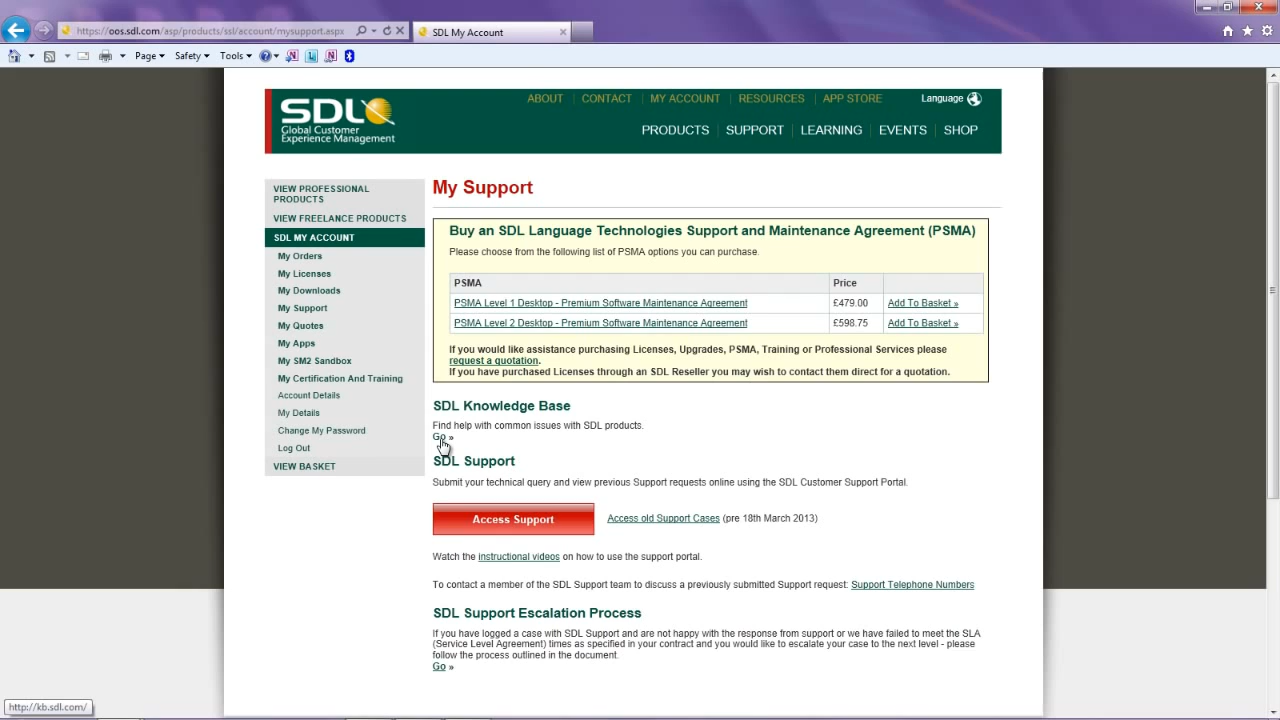 https://oos.sdl.com/asp/products/ssl/account/mysupport.aspx
SDL My Account
Page
Safety
Tools
SDL
Global Customer
Experience Management
ABOUT
CONTACT
MY ACCOUNT
RESOURCES
APP STORE
Language
PRODUCTS
SUPPORT
LEARNING
EVENTS
SHOP
VIEW PROFESSIONAL
PRODUCTS
VIEW FREELANCE PRODUCTS
SDL MY ACCOUNT
My Orders
My Licenses
My Downloads
My Support
My Quotes
My Apps
My SM2 Sandbox
My Certification And Training
Account Details
My Details
Change My Password
Log Out
VIEW BASKET
My Support
Buy an SDL Language Technologies Support and Maintenance Agreement (PSMA)
Please choose from the following list of PSMA options you can purchase.
PSMA Price
PSMA Level 1 Desktop - Premium Software Maintenance Agreement £479.00 Add To Basket »
PSMA Level 2 Desktop - Premium Software Maintenance Agreement £598.75 Add To Basket »
If you would like assistance purchasing Licenses, Upgrades, PSMA, Training or Professional Services please
request a quotation.
If you have purchased Licenses through an SDL Reseller you may wish to contact them direct for a quotation.
SDL Knowledge Base
Find help with common issues with SDL products.
Go »
SDL Support
Submit your technical query and view previous Support requests online using the SDL Customer Support Portal.
Access Support
Access old Support Cases (pre 18th March 2013)
Watch the instructional videos on how to use the support portal.
To contact a member of the SDL Support team to discuss a previously submitted Support request: Support Telephone Numbers
SDL Support Escalation Process
If you have logged a case with SDL Support and are not happy with the response from support or we have failed to meet the SLA
(Service Level Agreement) times as specified in your contract and you would like to escalate your case to the next level - please
follow the process outlined in the document.
Go »
http://kb.sdl.com/